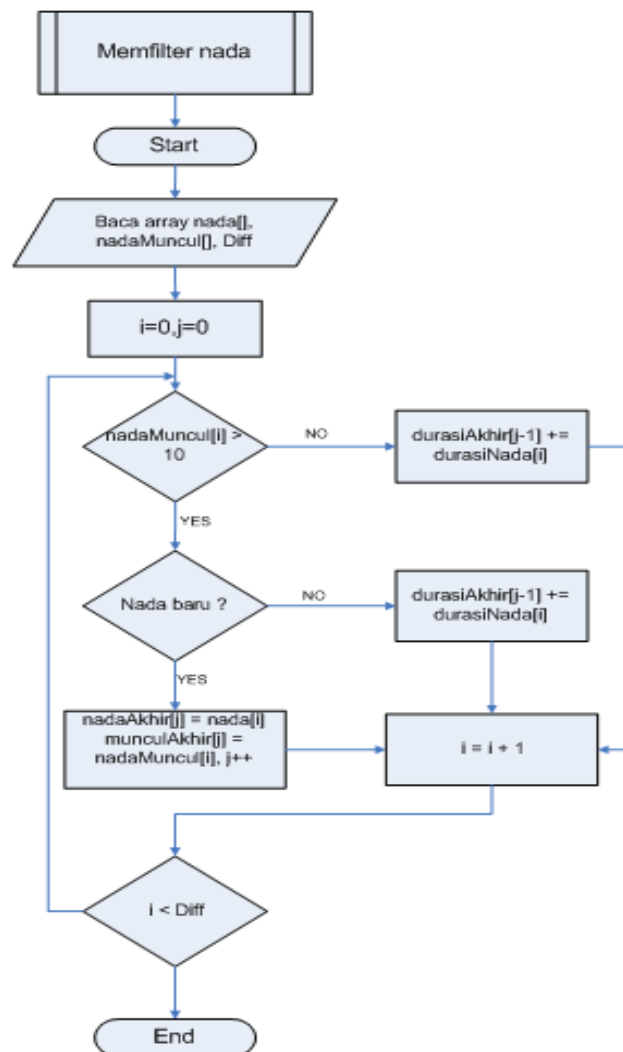 Memfilter nada
Start
Baca array nada[],
nadaMuncul[], Diff
i=0,j=0
nadaMuncul[i] >
10
NO
durasiAkhir[j-1] +=
durasiNada[i]
YES
Nada baru ?
NO
durasiAkhir[j-1] +=
durasiNada[i]
YES
nadaAkhir[j] = nada[i]
munculAkhir[j] =
nadaMuncul[i], j++
i = i + 1
i < Diff
End